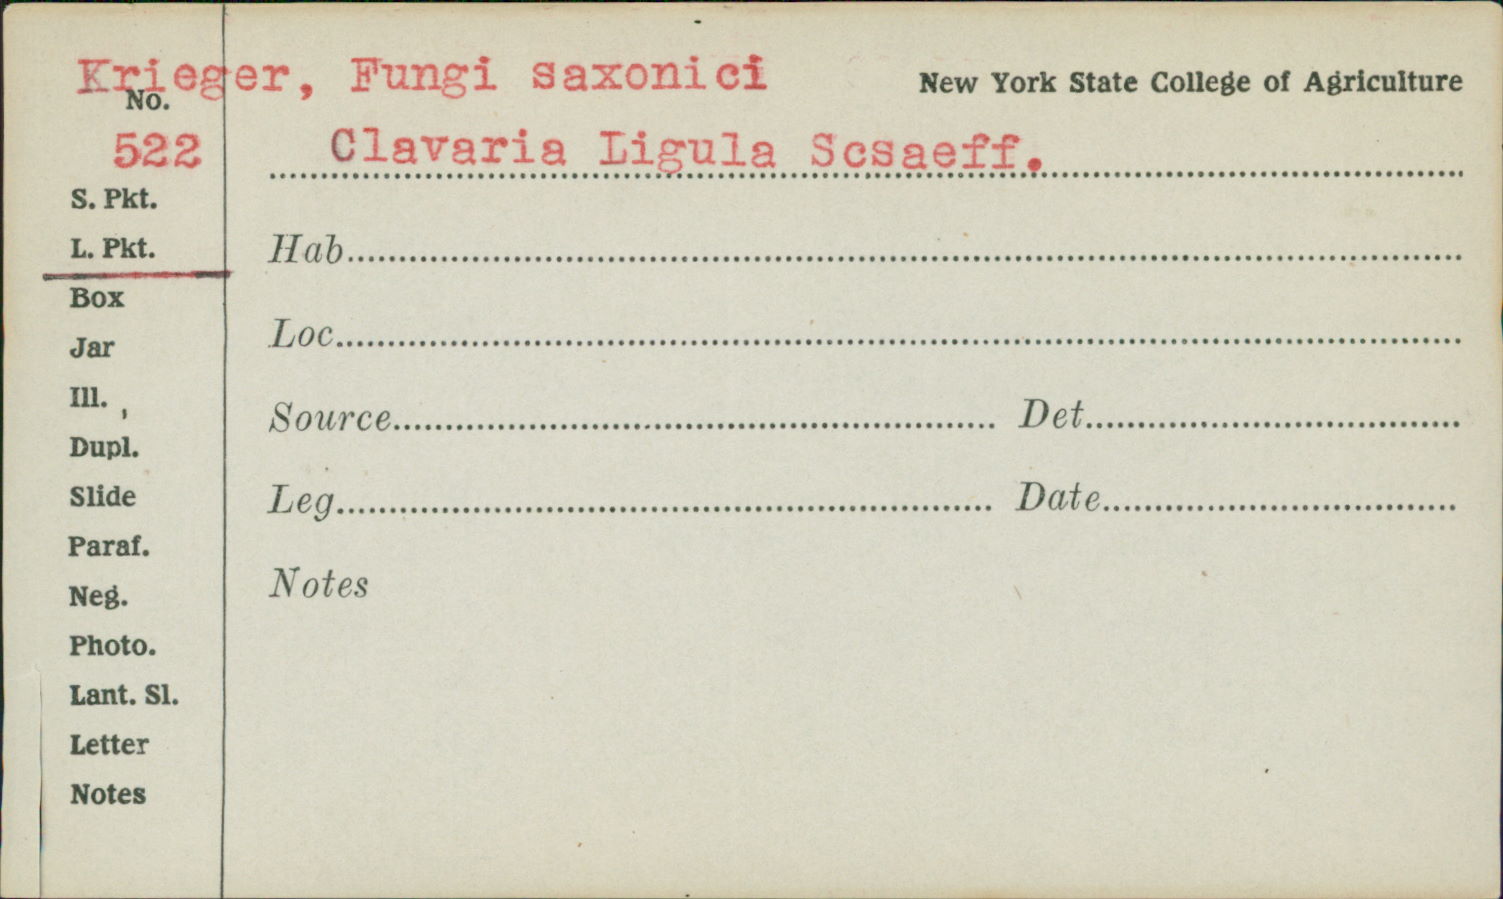 Krieger, Fungi saxonici
New York State College of Agriculture
No.
522
Clavaria Ligula Scsaeff.
S. Pkt.
L. Pkt.
Hab
Box
Loc
Jar
Ill.
Source Det
Dupl.
Slide
Leg Date
Paraf.
Neg.
Notes
Photo.
Lant. Sl.
Letter
Notes